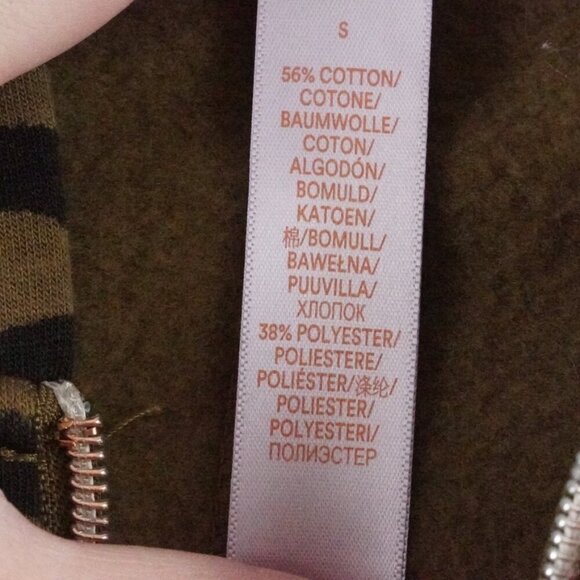 S
56% COTTON/
COTONE/
BAUMWOLLE/
COTON/
ALGODÓN/
BOMULD/
KATOEN/
棉/BOMULL/
BAWEŁNA/
PUUVILLA/
ХЛОПОК
38% POLYESTER/
POLIESTERE/
POLIÉSTER/涤纶/
POLIESTER/
POLYESTERI/
ПОЛИЭСТЕР